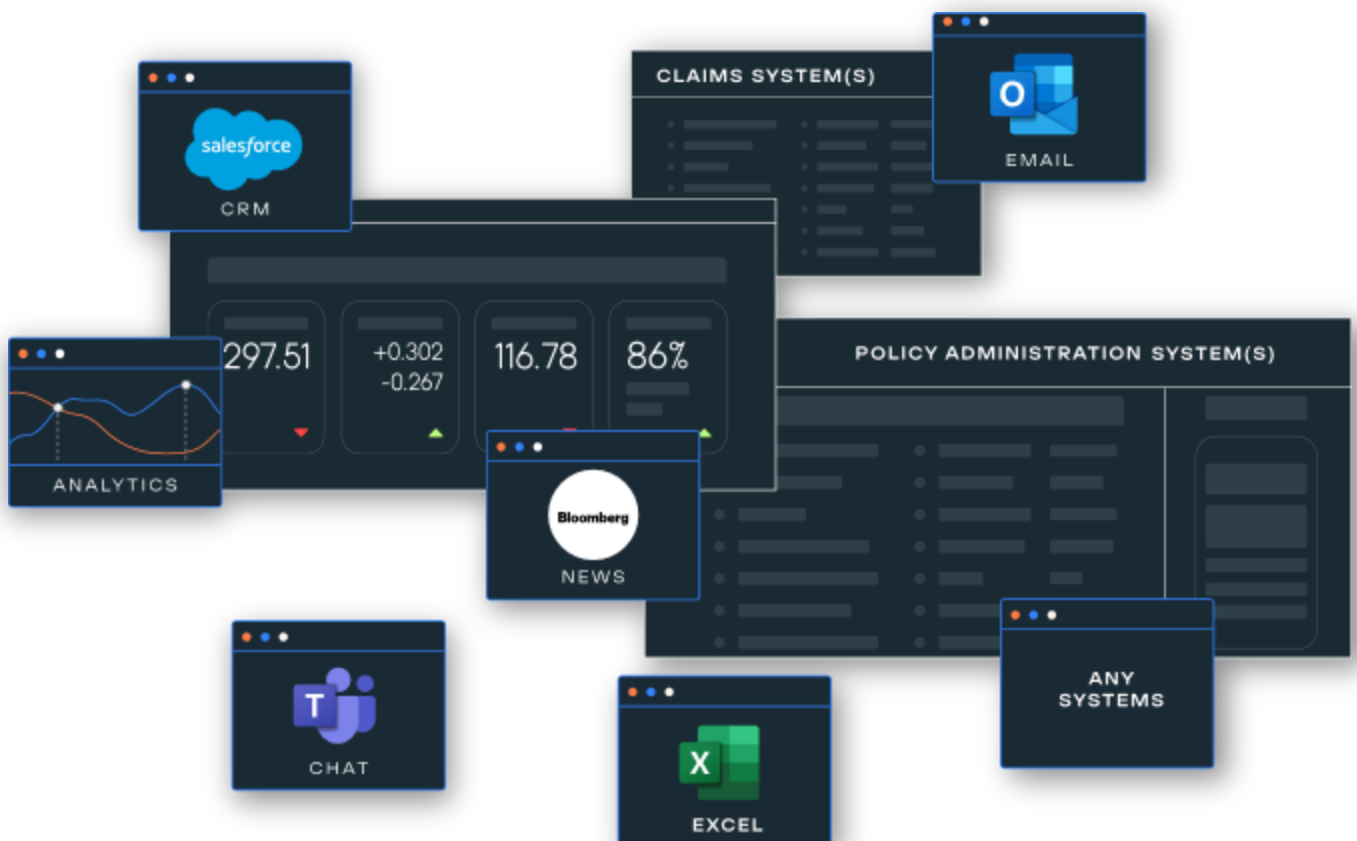 CLAIMS SYSTEM(S)
O
EMAIL
salesforce
CRM
297.51
+0.302
-0.267
116.78
86%
POLICY ADMINISTRATION SYSTEM(S)
ANALYTICS
Bloomberg
NEWS
T
CHAT
X
EXCEL
ANY
SYSTEMS